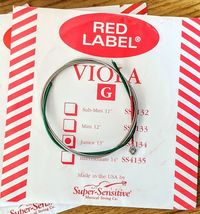 RED
LABEL®
VIOLA
G
Sub-Mini 11" SS4132
Mini 12" SS4133
Junior 13" SS4134
Intermediate 14" SS4135
Made in the USA by
Super-Sensitive®
Musical String Co.